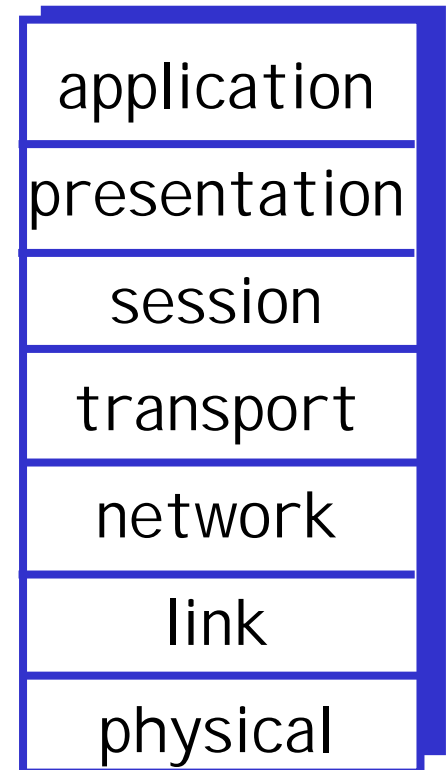 application
presentation
session
transport
network
link
physical